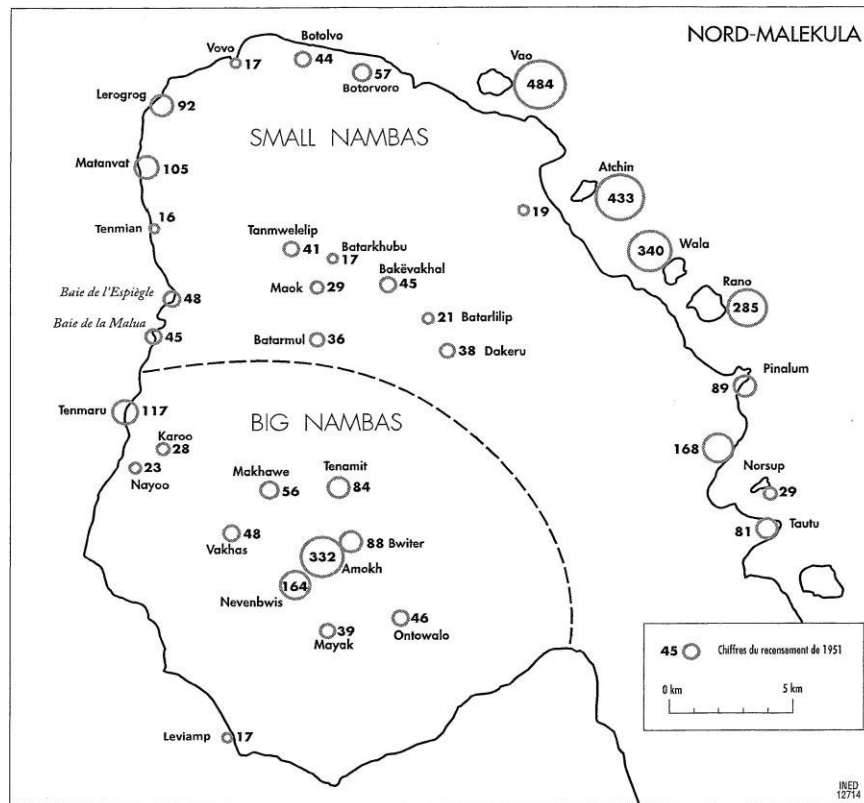 NORD-MALEKULA
Botolvo
44
Vovo
17
57
Botorvoro
Vao
484
Lerogrog
92
SMALL NAMBAS
Matanvat
105
Atchin
433
16
Tenmian
19
Tanmwelelip
41
Batarkhubu
17
Wala
340
Bakëvakhal
45
Maok
29
Rano
285
Baie de l'Espiègle
48
21 Batarlilip
Baie de la Malua
45
Batarmul
36
38 Dakeru
Pinalum
89
Tenmaru
117
BIG NAMBAS
Karoo
28
23
Nayoo
168
Makhawe
56
Tenamit
84
Norsup
29
Vakhas
48
88 Bwiter
332
Amokh
81
Tautu
164
Nevenbwis
46
Ontowalo
39
Mayak
Leviamp
17
45 Chiffres du recensement de 1951
0 km 5 km
INED
12714